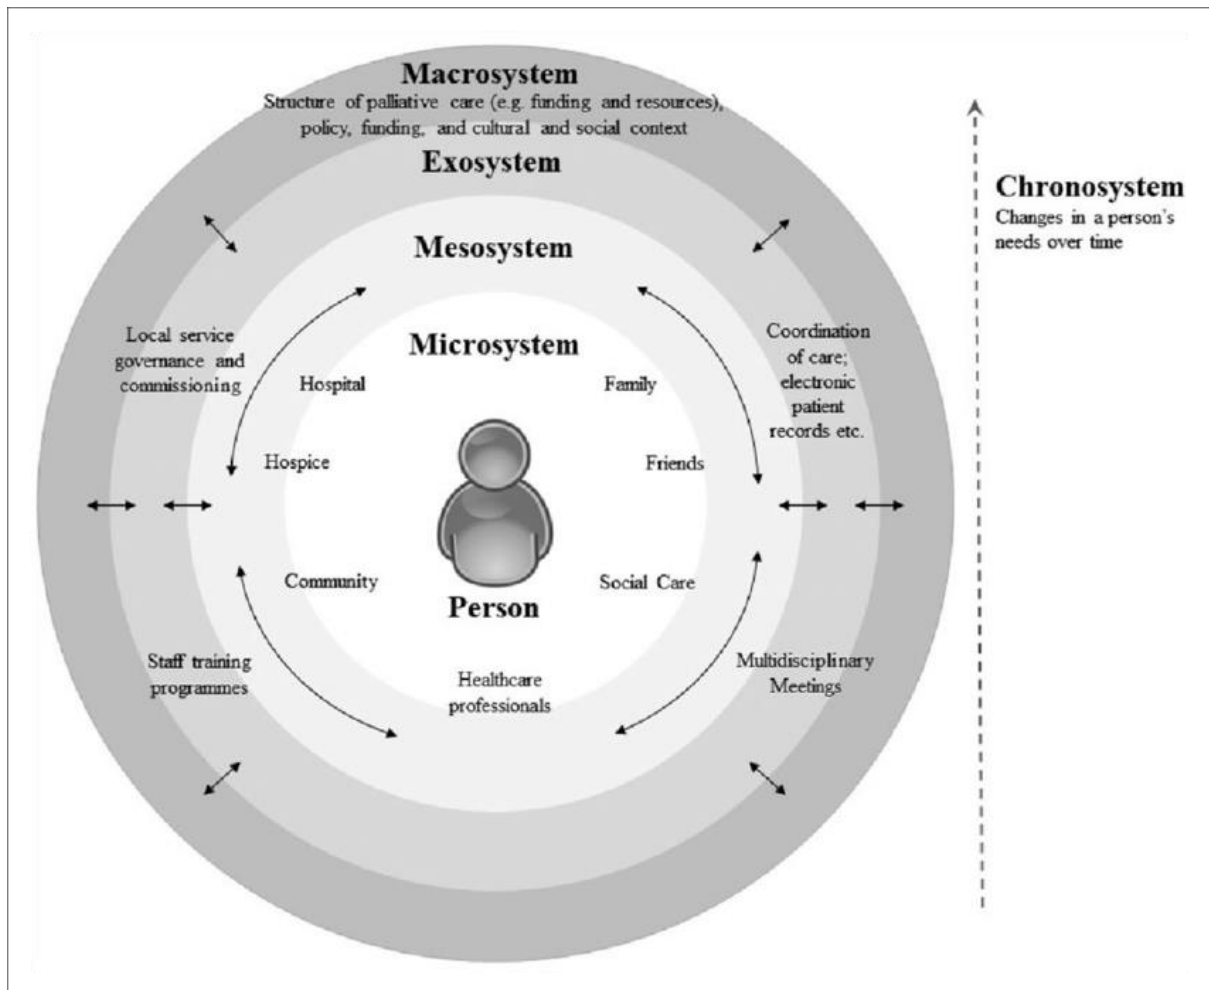 Macrosystem
Structure of palliative care (e.g. funding and resources),
policy, funding, and cultural and social context
Exosystem
Mesosystem
Microsystem
Chronosystem
Changes in a person's
needs over time
Local service
governance and
commissioning
Hospital
Family
Coordination
of care;
electronic
patient
records etc.
Hospice
Friends
Community
Social Care
Person
Staff training
programmes
Healthcare
professionals
Multidisciplinary
Meetings